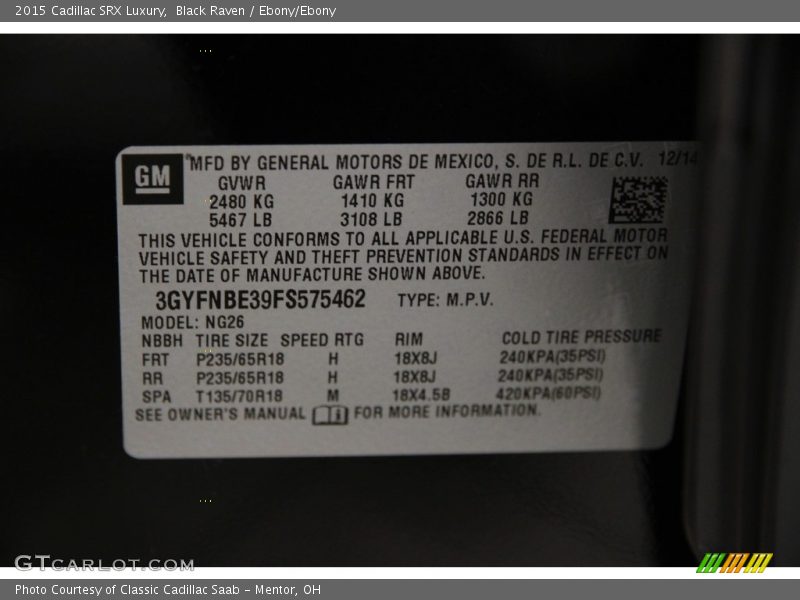 2015 Cadillac SRX Luxury, Black Raven / Ebony/Ebony
GM
MFD BY GENERAL MOTORS DE MEXICO, S. DE R.L. DE C.V. 12/14
GVWR GAWR FRT GAWR RR
2480 KG 1410 KG 1300 KG
5467 LB 3108 LB 2866 LB
THIS VEHICLE CONFORMS TO ALL APPLICABLE U.S. FEDERAL MOTOR
VEHICLE SAFETY AND THEFT PREVENTION STANDARDS IN EFFECT ON
THE DATE OF MANUFACTURE SHOWN ABOVE.
3GYFNBE39FS575462 TYPE: M.P.V.
MODEL: NG26
NBBH TIRE SIZE SPEED RTG RIM COLD TIRE PRESSURE
FRT P235/65R18 H 18X8J 240KPA(35PSI)
RR P235/65R18 H 18X8J 240KPA(35PSI)
SPA T135/70R18 M 18X4.5B 420KPA(60PSI)
SEE OWNER'S MANUAL FOR MORE INFORMATION.
GTCARLOT.COM
Photo Courtesy of Classic Cadillac Saab - Mentor, OH